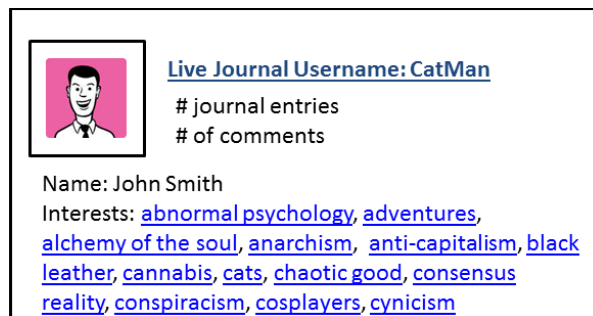 Live Journal Username: CatMan
# journal entries
# of comments
Name: John Smith
Interests: abnormal psychology, adventures,
alchemy of the soul, anarchism, anti-capitalism, black
leather, cannabis, cats, chaotic good, consensus
reality, conspiracism, cosplayers, cynicism